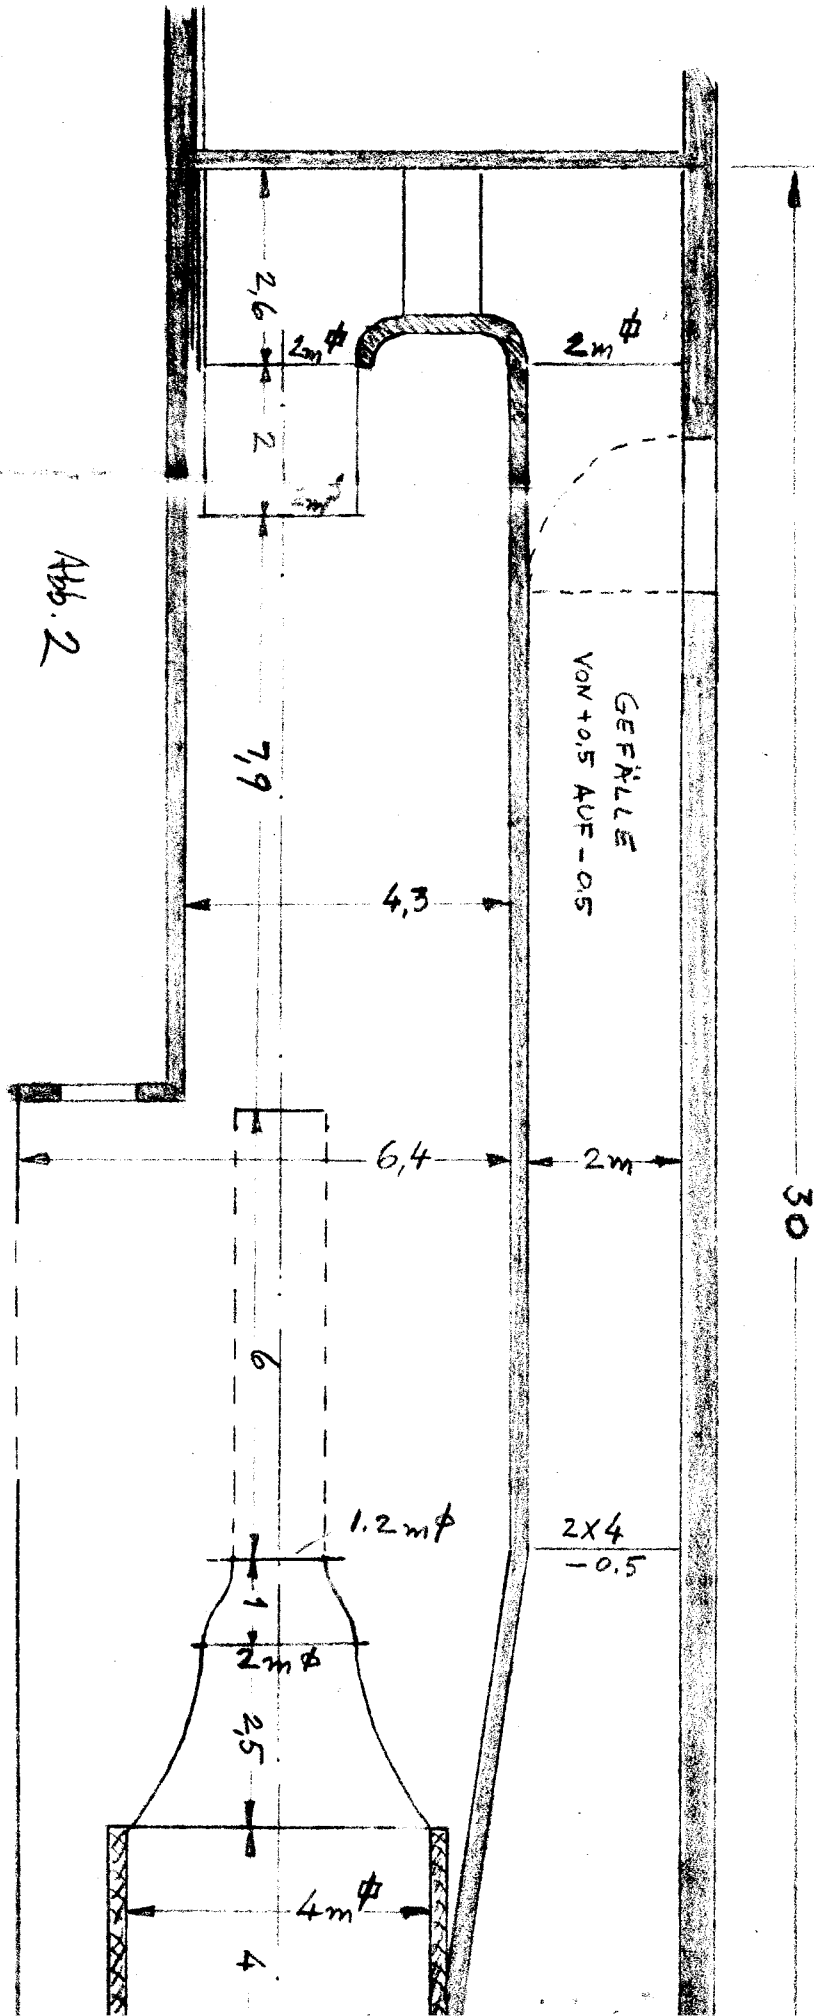 2,6
2m⌀
2m⌀
2
Abb. 2
GEFÄLLE
VON +0,5 AUF -0.5
7,9
4,3
6,4
2m
30
6
1.2m⌀
2x4
-0.5
1
2m⌀
2,5
4m⌀
4